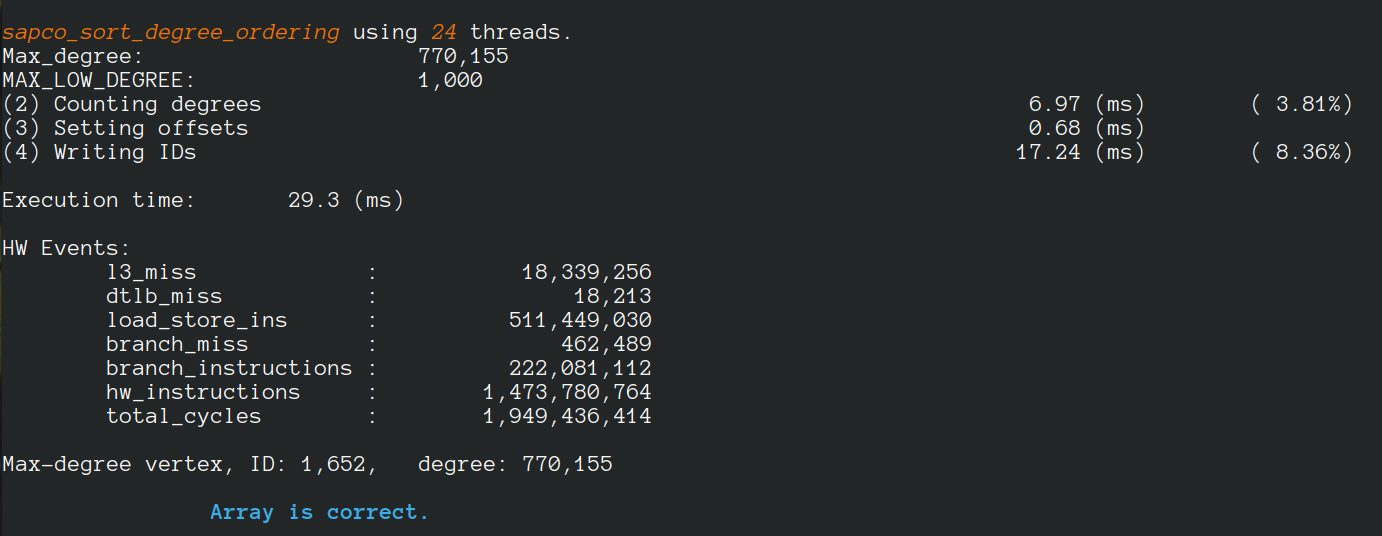 sapco_sort_degree_ordering using 24 threads.
Max_degree: 770,155
MAX_LOW_DEGREE: 1,000
(2) Counting degrees 6.97 (ms) ( 3.81%)
(3) Setting offsets 0.68 (ms)
(4) Writing IDs 17.24 (ms) ( 8.36%)
Execution time: 29.3 (ms)
HW Events:
l3_miss : 18,339,256
dtlb_miss : 18,213
load_store_ins : 511,449,030
branch_miss : 462,489
branch_instructions : 222,081,112
hw_instructions : 1,473,780,764
total_cycles : 1,949,436,414
Max-degree vertex, ID: 1,652, degree: 770,155
Array is correct.